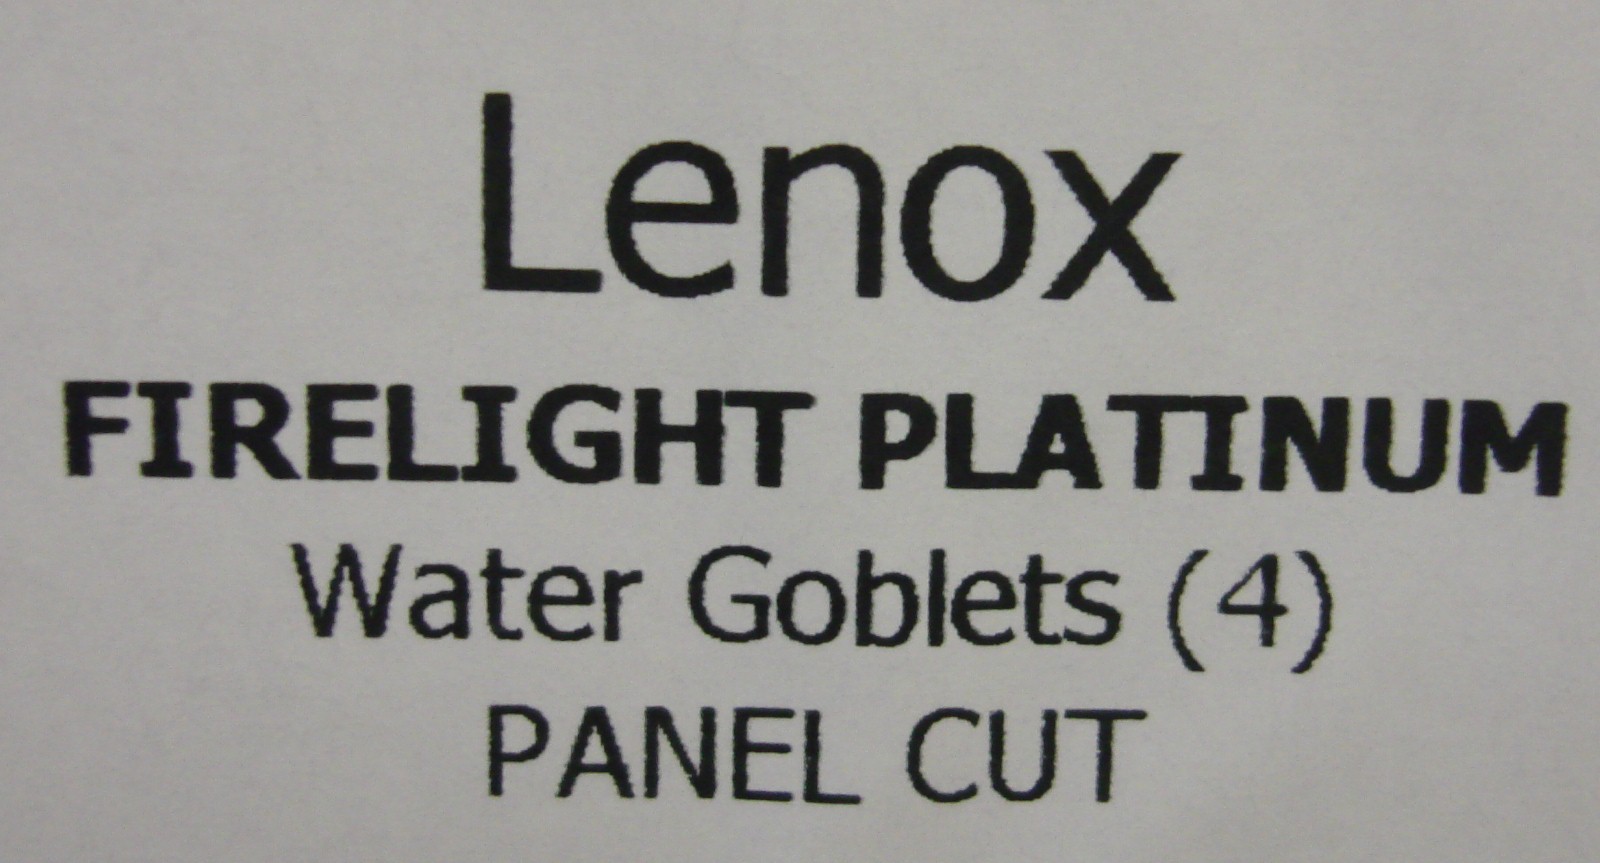 Lenox
FIRELIGHT PLATINUM
Water Goblets (4)
PANEL CUT